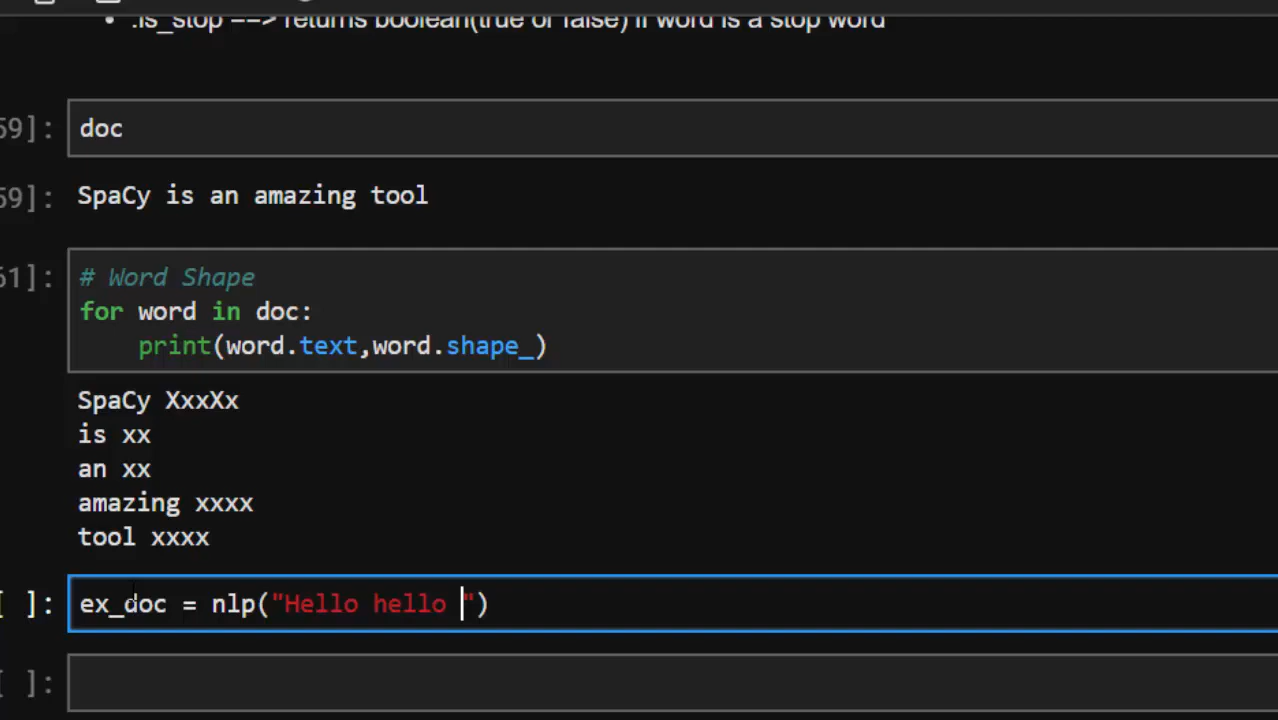 • .is_stop ==> returns boolean(true or false) if word is a stop word
59]: doc
59]: SpaCy is an amazing tool
61]: # Word Shape
for word in doc:
    print(word.text,word.shape_)
SpaCy XxxXx
is xx
an xx
amazing xxxx
tool xxxx
[ ]: ex_doc = nlp("Hello hello ")
[ ]: